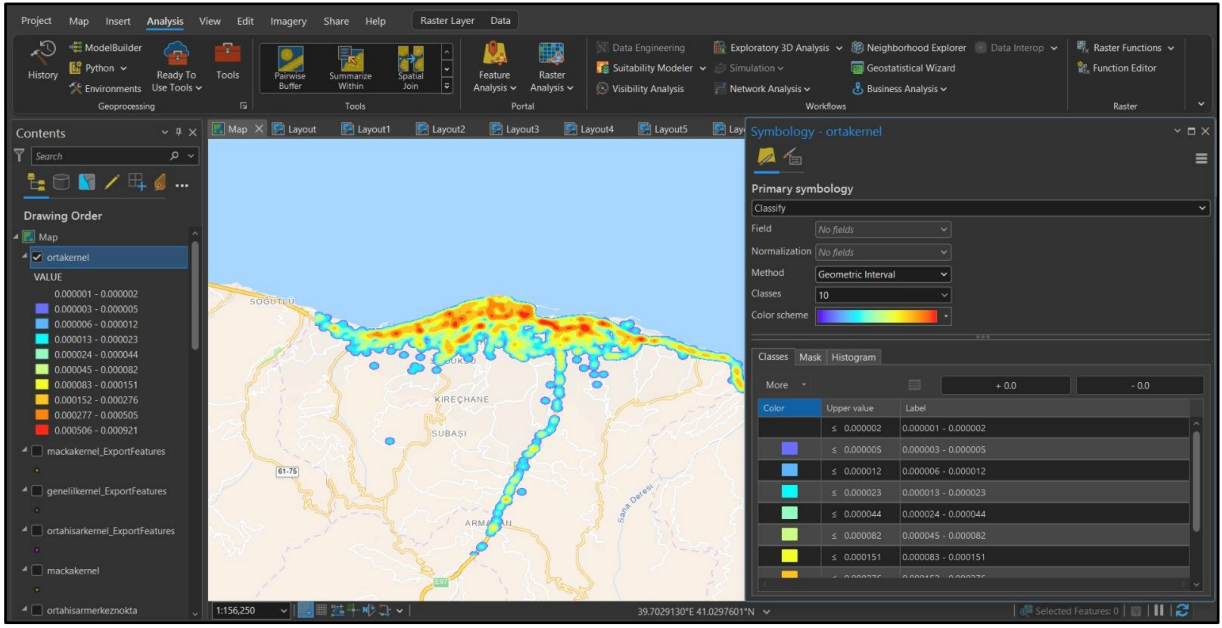 Project Map Insert Analysis View Edit Imagery Share Help Raster Layer Data
History
ModelBuilder
Python
Environments
Ready To
Use Tools
Tools
Geoprocessing
Pairwise
Buffer
Summarize
Within
Spatial
Join
Tools
Feature
Analysis
Raster
Analysis
Portal
Data Engineering
Suitability Modeler
Visibility Analysis
Exploratory 3D Analysis
Simulation
Network Analysis
Neighborhood Explorer
Geostatistical Wizard
Business Analysis
Data Interop
Workflows
Raster Functions
Function Editor
Raster
Contents
Search
Drawing Order
Map
ortakernel
VALUE
0.000001 - 0.000002
0.000003 - 0.000005
0.000006 - 0.000012
0.000013 - 0.000023
0.000024 - 0.000044
0.000045 - 0.000082
0.000083 - 0.000151
0.000152 - 0.000276
0.000277 - 0.000505
0.000506 - 0.000921
mackakernel_ExportFeatures
genelilkernel_ExportFeatures
ortahisarkernel_ExportFeatures
mackakernel
ortahisarmerkeznokta
Map Layout Layout1 Layout2 Layout3 Layout4 Layout5
SOĞÜTLÜ
KİREÇHANE
SUBAŞI
61-75
Sana Deresi
E97
1:156,250
39.7029130°E 41.0297601°N
Selected Features: 0
Symbology - ortakernel
Primary symbology
Classify
Field No fields
Normalization No fields
Method Geometric Interval
Classes 10
Color scheme
Classes Mask Histogram
More + 0.0 - 0.0
Color Upper value Label
≤ 0.000002 0.000001 - 0.000002
≤ 0.000005 0.000003 - 0.000005
≤ 0.000012 0.000006 - 0.000012
≤ 0.000023 0.000013 - 0.000023
≤ 0.000044 0.000024 - 0.000044
≤ 0.000082 0.000045 - 0.000082
≤ 0.000151 0.000083 - 0.000151
≤ 0.000276 0.000152 - 0.000276